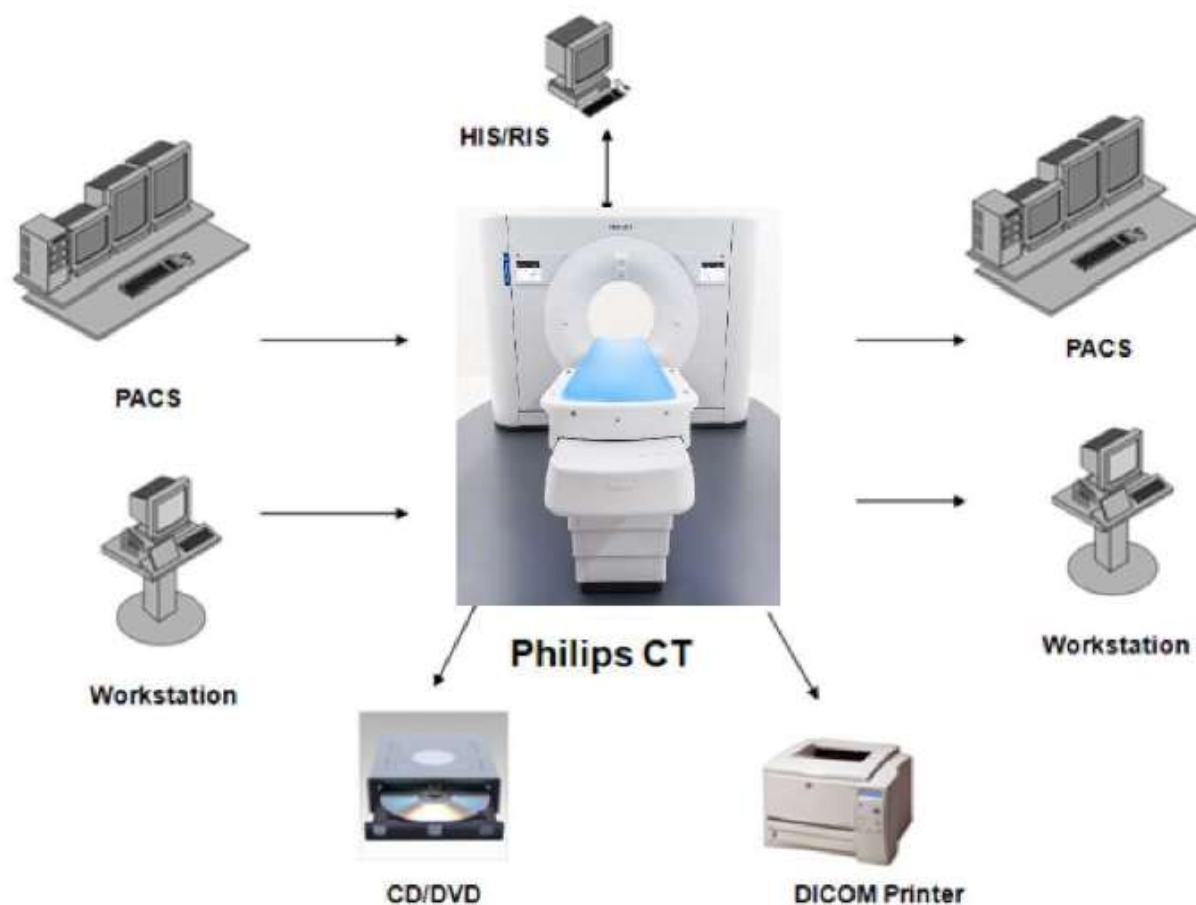 HIS/RIS
PACS
PACS
Workstation
Workstation
Philips CT
CD/DVD
DICOM Printer